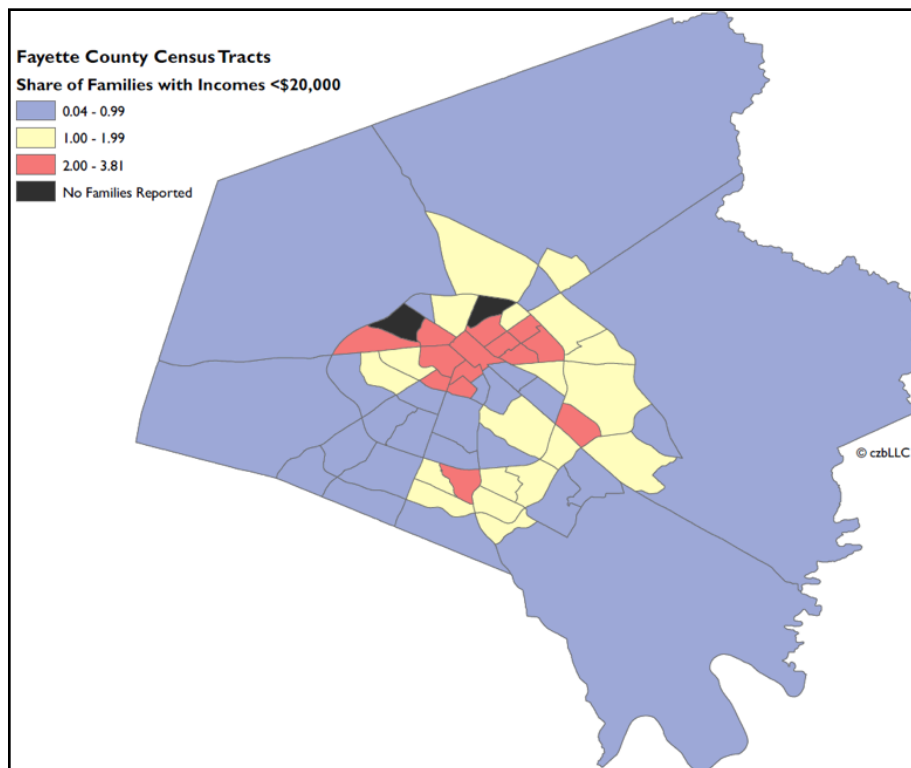 Fayette County Census Tracts
Share of Families with Incomes <$20,000
0.04 - 0.99
1.00 - 1.99
2.00 - 3.81
No Families Reported
© czbLLC